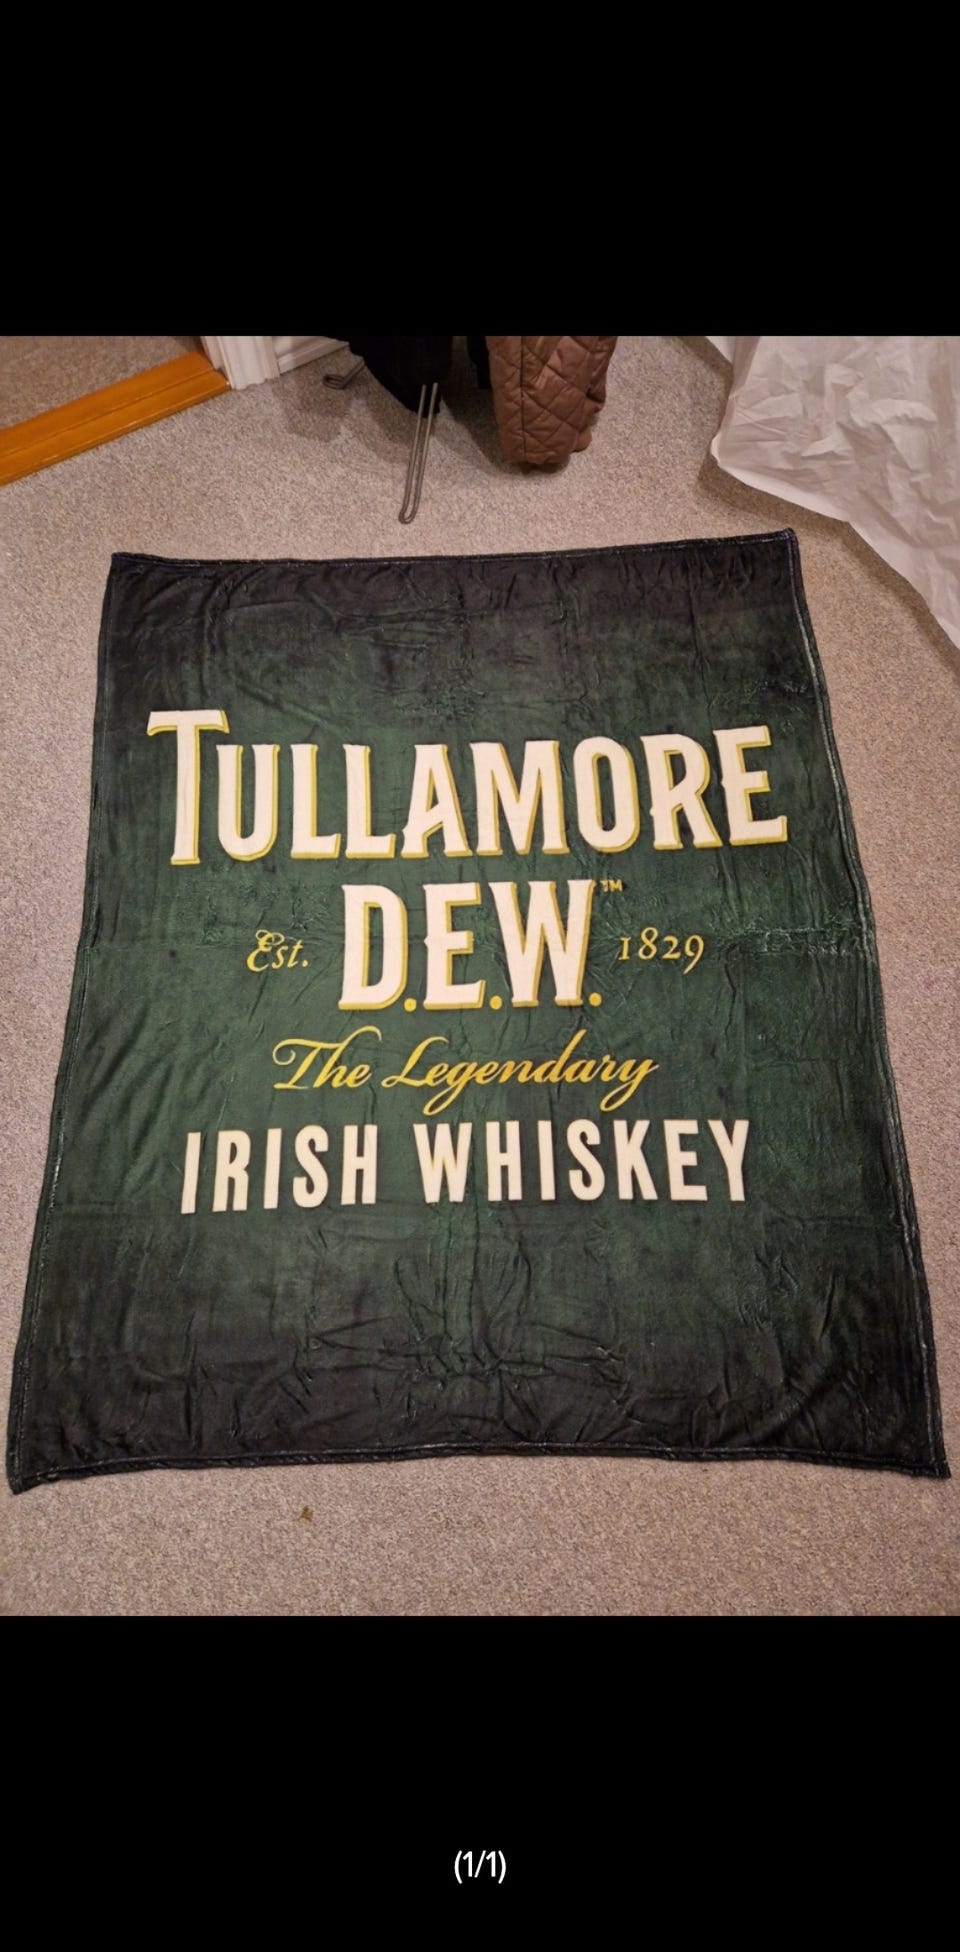 TULLAMORE
D.E.W.™
Est. 1829
The Legendary
IRISH WHISKEY
(1/1)